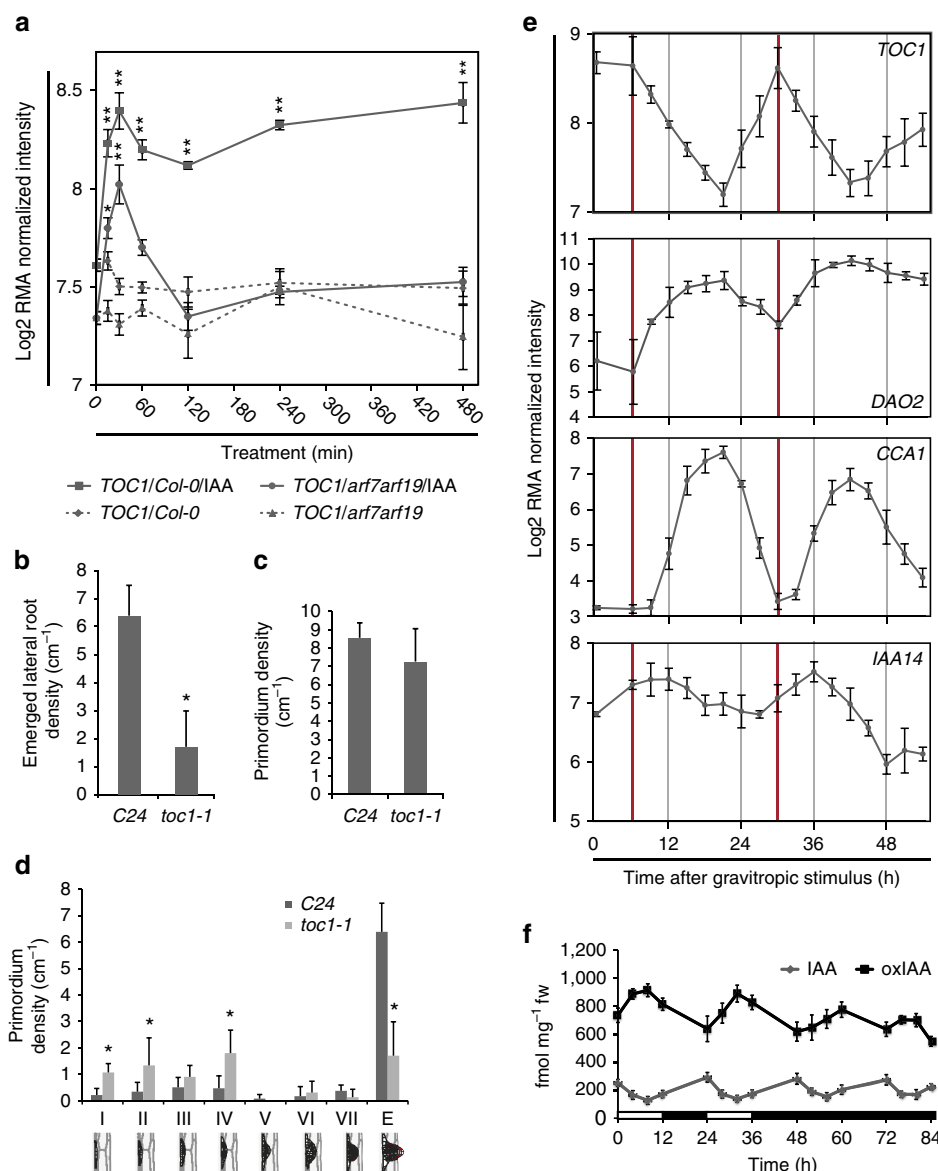 a
Log2 RMA normalized intensity
8.5
8
7.5
7
** ** ** ** ** **
* **
0 60 120 180 240 300 360 420 480
Treatment (min)
TOC1/Col-0/IAA
TOC1/arf7arf19/IAA
TOC1/Col-0
TOC1/arf7arf19
b
Emerged lateral root
density (cm⁻¹)
8
7
6
5
4
3
2
1
0
*
C24 toc1-1
c
Primordium density
(cm⁻¹)
10
9
8
7
6
5
4
3
2
1
0
C24 toc1-1
d
Primordium
density (cm⁻¹)
8
7
6
5
4
3
2
1
0
C24
toc1-1
* * * *
I II III IV V VI VII E
e
Log2 RMA normalized intensity
9
8
7
TOC1
11
10
9
8
7
6
5
4
DAO2
8
7
6
5
4
3
CCA1
8
7
6
5
IAA14
0 12 24 36 48
Time after gravitropic stimulus (h)
f
fmol mg⁻¹ fw
1,200
1,000
800
600
400
200
0
IAA oxIAA
0 12 24 36 48 60 72 84
Time (h)